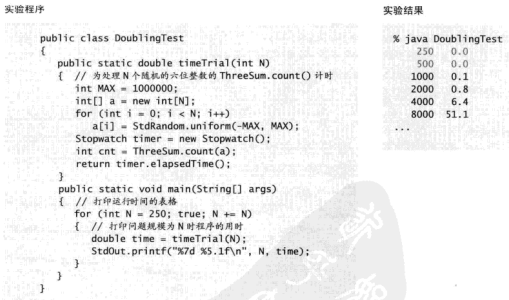 实验程序
public class DoublingTest
{
public static double timeTrial(int N)
{ // 为处理 N 个随机的六位整数的 ThreeSum.count() 计时
int MAX = 1000000;
int[] a = new int[N];
for (int i = 0; i < N; i++)
a[i] = StdRandom.uniform(-MAX, MAX);
Stopwatch timer = new Stopwatch();
int cnt = ThreeSum.count(a);
return timer.elapsedTime();
}
public static void main(String[] args)
{ // 打印运行时间的表格
for (int N = 250; true; N += N)
{ // 打印问题规模为 N 时程序的用时
double time = timeTrial(N);
StdOut.printf("%7d %5.1f\n", N, time);
}
}
}
实验结果
% java DoublingTest
250 0.0
500 0.0
1000 0.1
2000 0.8
4000 6.4
8000 51.1
...